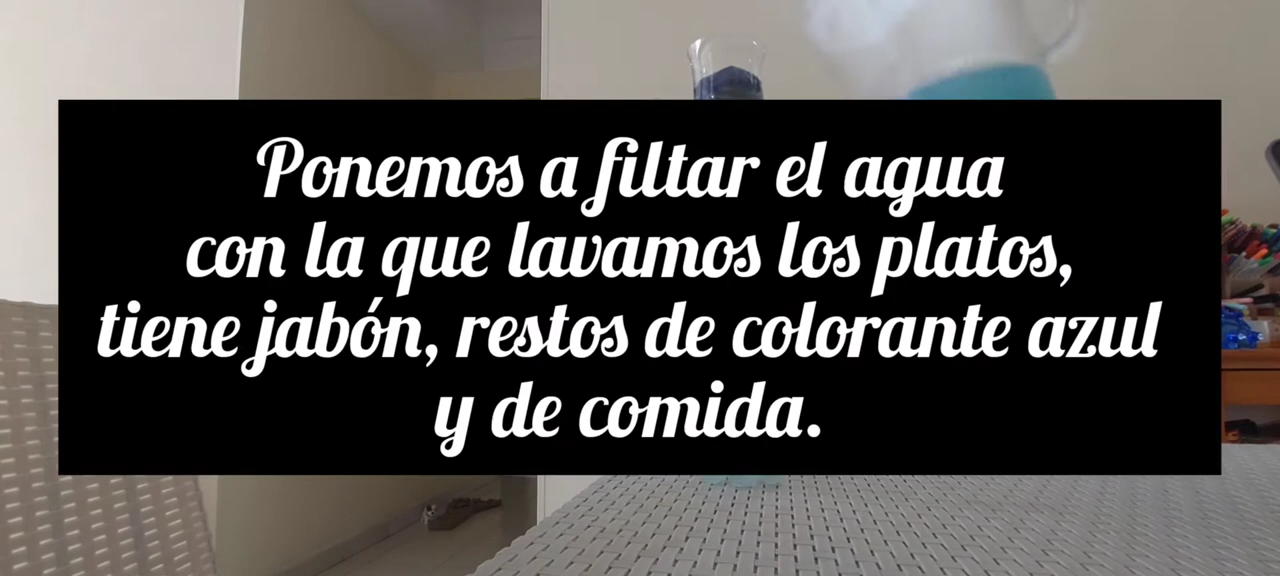 Ponemos a filtar el agua
con la que lavamos los platos,
tiene jabón, restos de colorante azul
y de comida.